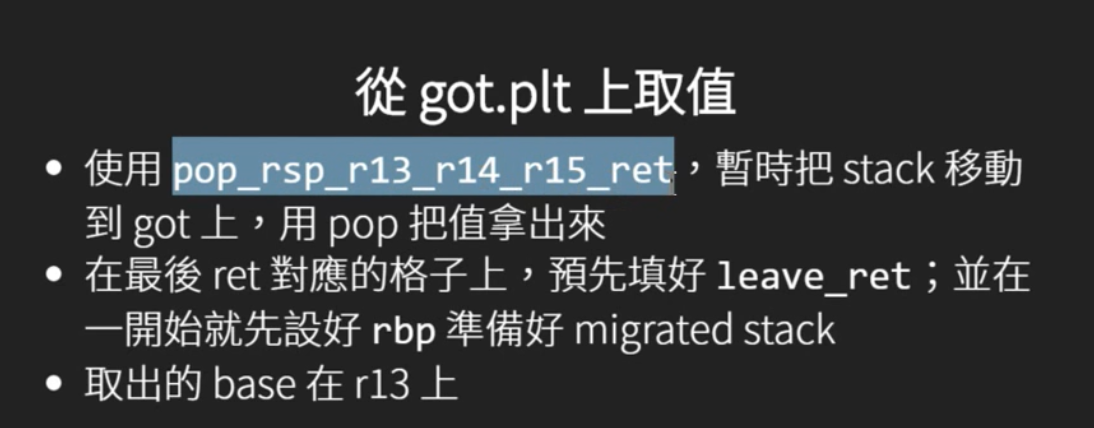 從 got.plt 上取值
• 使用 pop_rsp_r13_r14_r15_ret，暫時把 stack 移動
到 got 上，用 pop 把值拿出來
• 在最後 ret 對應的格子上，預先填好 leave_ret；並在
一開始就先設好 rbp 準備好 migrated stack
• 取出的 base 在 r13 上